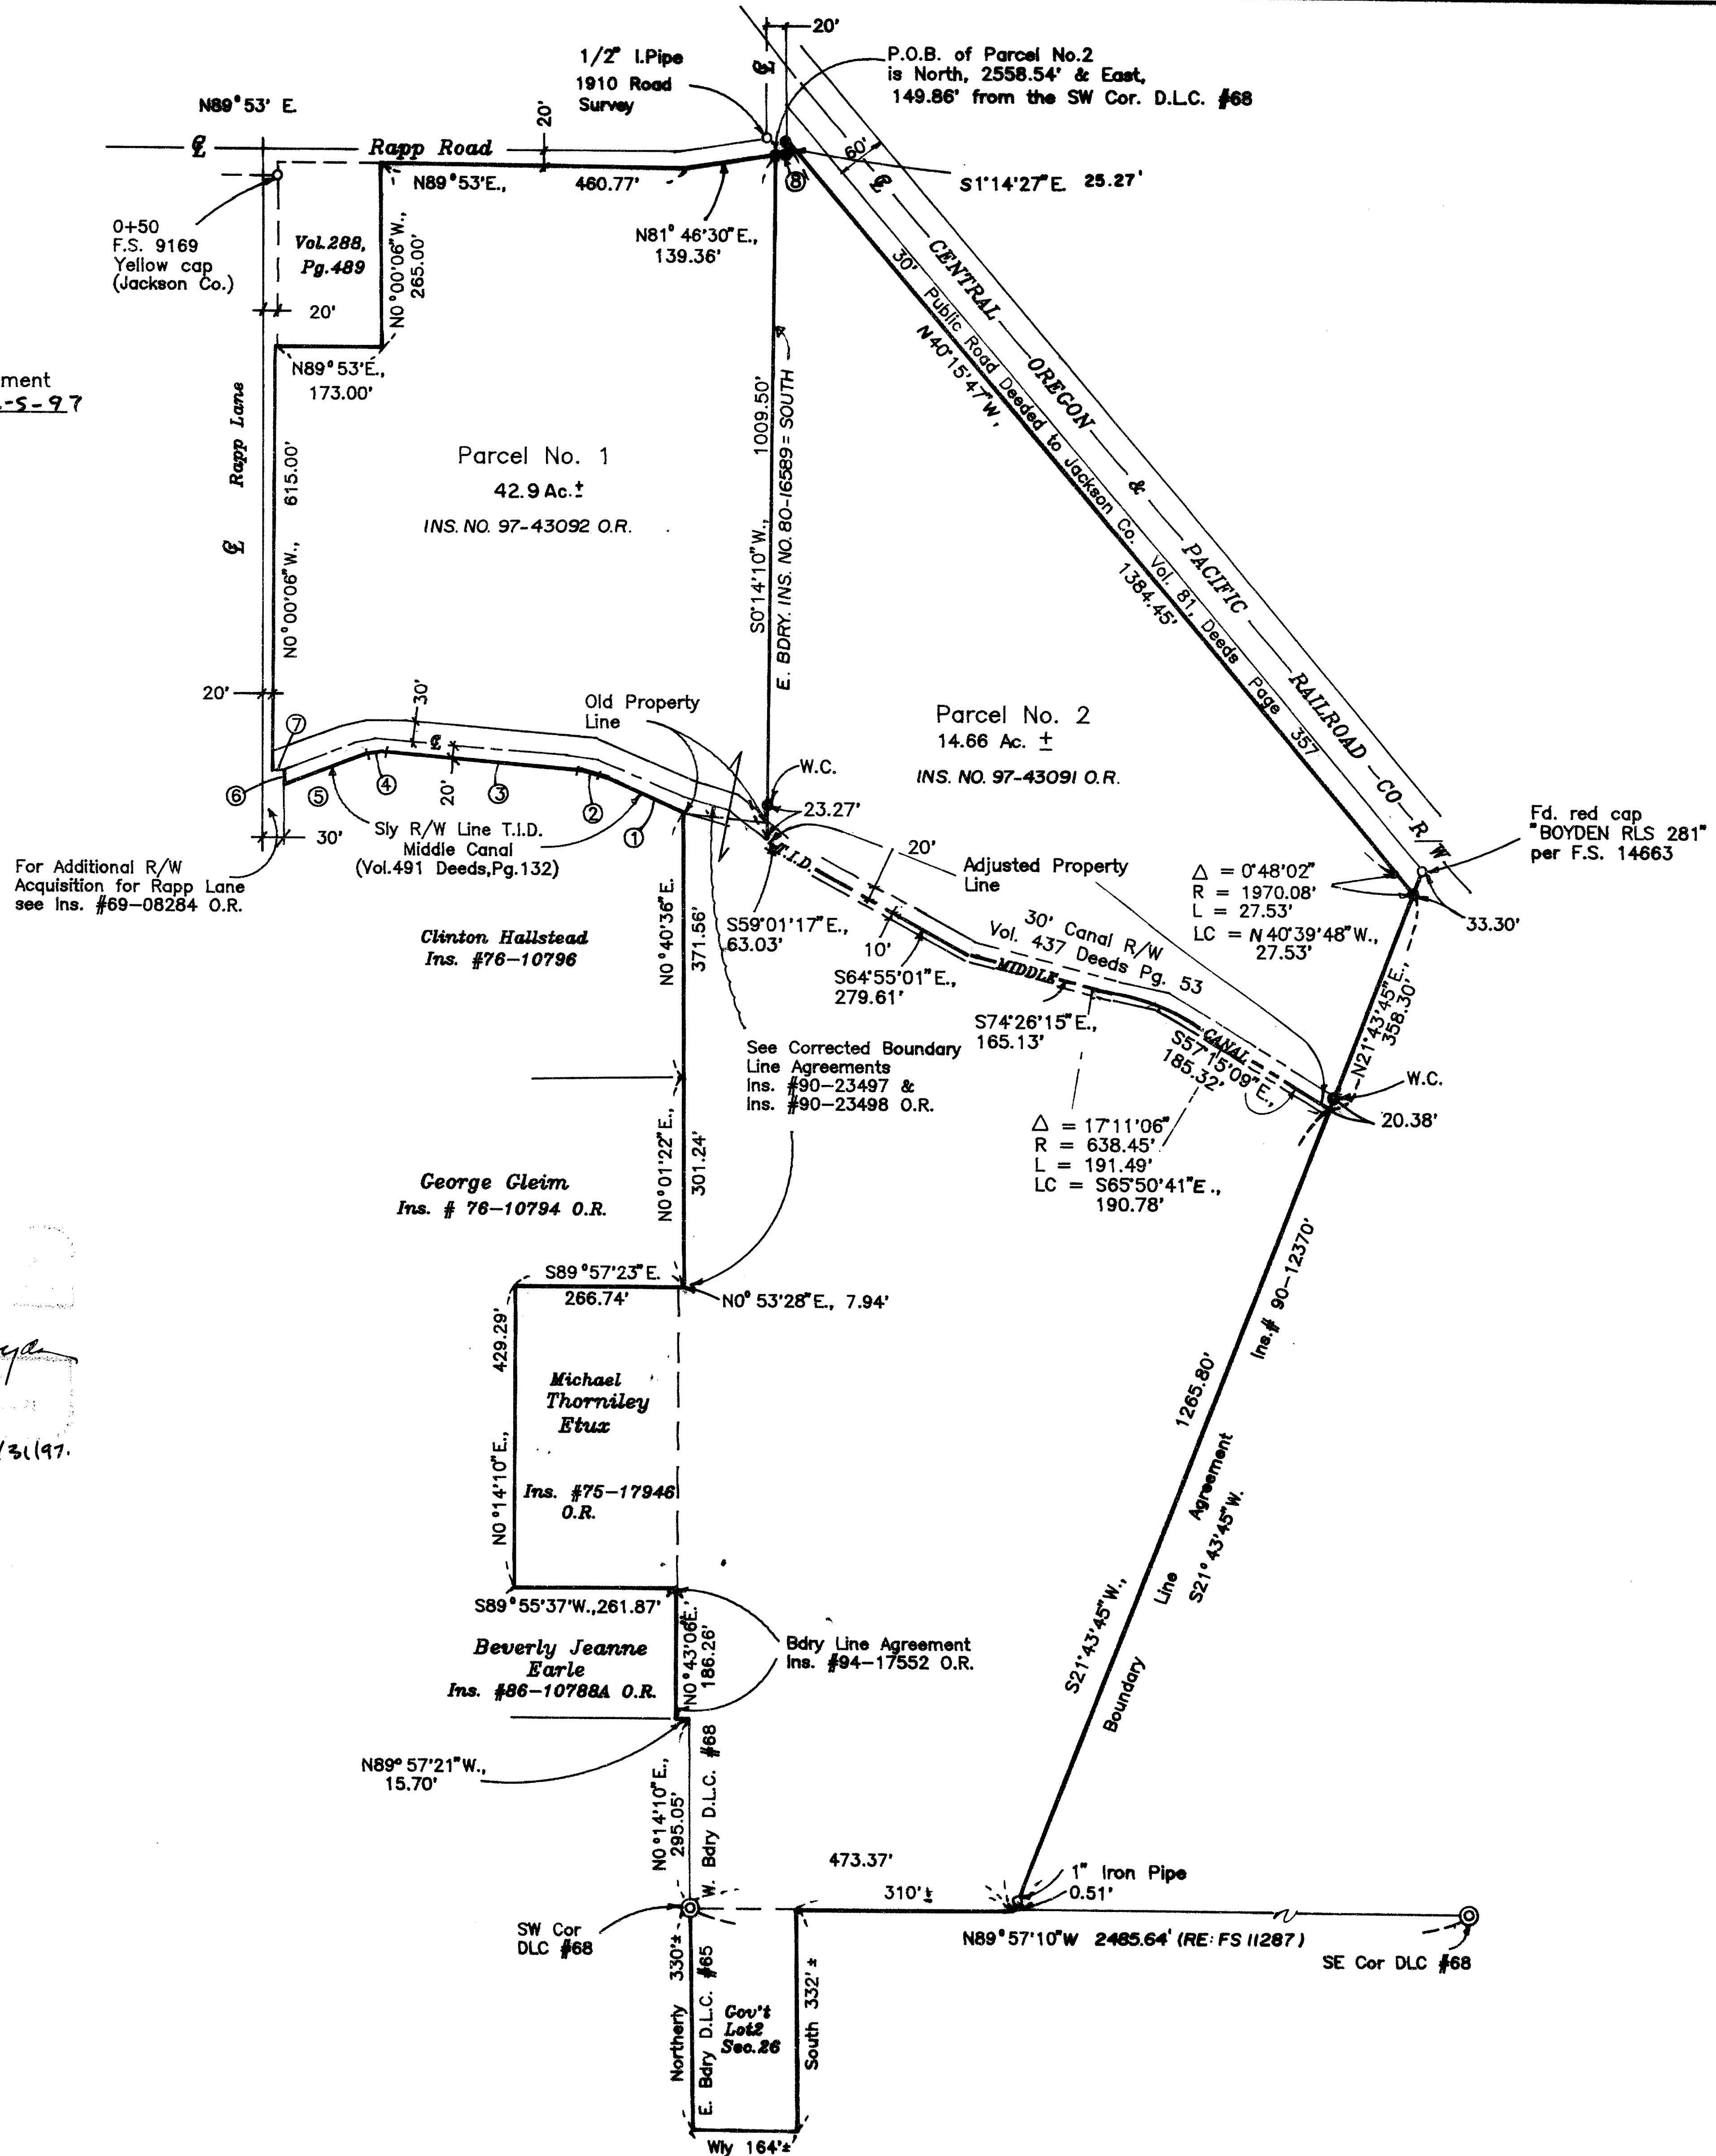 20'
1/2" I.Pipe
1910 Road
Survey
℄
P.O.B. of Parcel No.2
is North, 2558.54' & East,
149.86' from the SW Cor. D.L.C. #68
N89°53' E.
20'
℄
Rapp Road
60'
℄
N89°53'E., 460.77'
⑧
S1°14'27"E. 25.27'
0+50
F.S. 9169
Yellow cap
(Jackson Co.)
Vol.288,
Pg.489
N0°00'06"W.,
265.00'
N81°46'30"E.,
139.36'
20'
N89°53'E.,
173.00'
CENTRAL OREGON & PACIFIC RAILROAD CO R/W
30' Public Road Deeded to Jackson Co. Vol. 81, Deeds Page 357
N40°15'47"W.,
1384.45'
ment
-5-97
Rapp Lane
℄
N0°00'06"W., 615.00'
Parcel No. 1
42.9 Ac.±
INS. NO. 97-43092 O.R.
S0°14'10"W., 1009.50'
E. BDRY. INS. NO. 80-16589 = SOUTH
20'
⑦
30'
℄
Old Property
Line
Parcel No. 2
14.66 Ac. ±
INS. NO. 97-43091 O.R.
W.C.
23.27'
⑥
⑤
④
20'
③
②
①
30'
Sly R/W Line T.I.D.
Middle Canal
(Vol.491 Deeds,Pg.132)
For Additional R/W
Acquisition for Rapp Lane
see Ins. #69-08284 O.R.
T.I.D. MIDDLE CANAL
20'
Adjusted Property
Line
Δ = 0°48'02"
R = 1970.08'
L = 27.53'
LC = N40°39'48"W.,
27.53'
Fd. red cap
"BOYDEN RLS 281"
per F.S. 14663
33.30'
Clinton Hallstead
Ins. #76-10796
N0°40'36"E.
371.56'
S59°01'17"E.,
63.03'
10'
30' Canal R/W
Vol. 437 Deeds Pg. 53
S64°55'01"E.,
279.61'
S74°26'15"E.,
165.13'
S57°15'09"E.,
185.32'
N21°43'45"E.,
358.30'
W.C.
20.38'
See Corrected Boundary
Line Agreements
Ins. #90-23497 &
Ins. #90-23498 O.R.
Δ = 17°11'06"
R = 638.45'
L = 191.49'
LC = S65°50'41"E.,
190.78'
George Gleim
Ins. # 76-10794 O.R.
N0°01'22"E.,
301.24'
S89°57'23"E.
266.74'
N0°53'28"E., 7.94'
Ins.# 90-12370'
1265.80'
N0°14'10"E., 429.29'
Michael
Thorniley
Etux
Ins. #75-17946
O.R.
/31/97.
S21°43'45"W.,
Boundary Line Agreement
S21°43'45"W.
S89°55'37"W.,261.87'
Beverly Jeanne
Earle
Ins. #86-10788A O.R.
N0°43'06"E.,
186.26'
Bdry Line Agreement
Ins. #94-17552 O.R.
N89°57'21"W.,
15.70'
N0°14'10"E.,
295.05'
W. Bdry D.L.C. #68
473.37'
310'±
1" Iron Pipe
0.51'
SW Cor
DLC #68
N89°57'10"W 2485.64' (RE: FS 11287)
SE Cor DLC #68
Northerly 330'±
E. Bdry D.L.C. #65
Gov't
Lot2
Sec.26
South 332'±
Wly 164'±